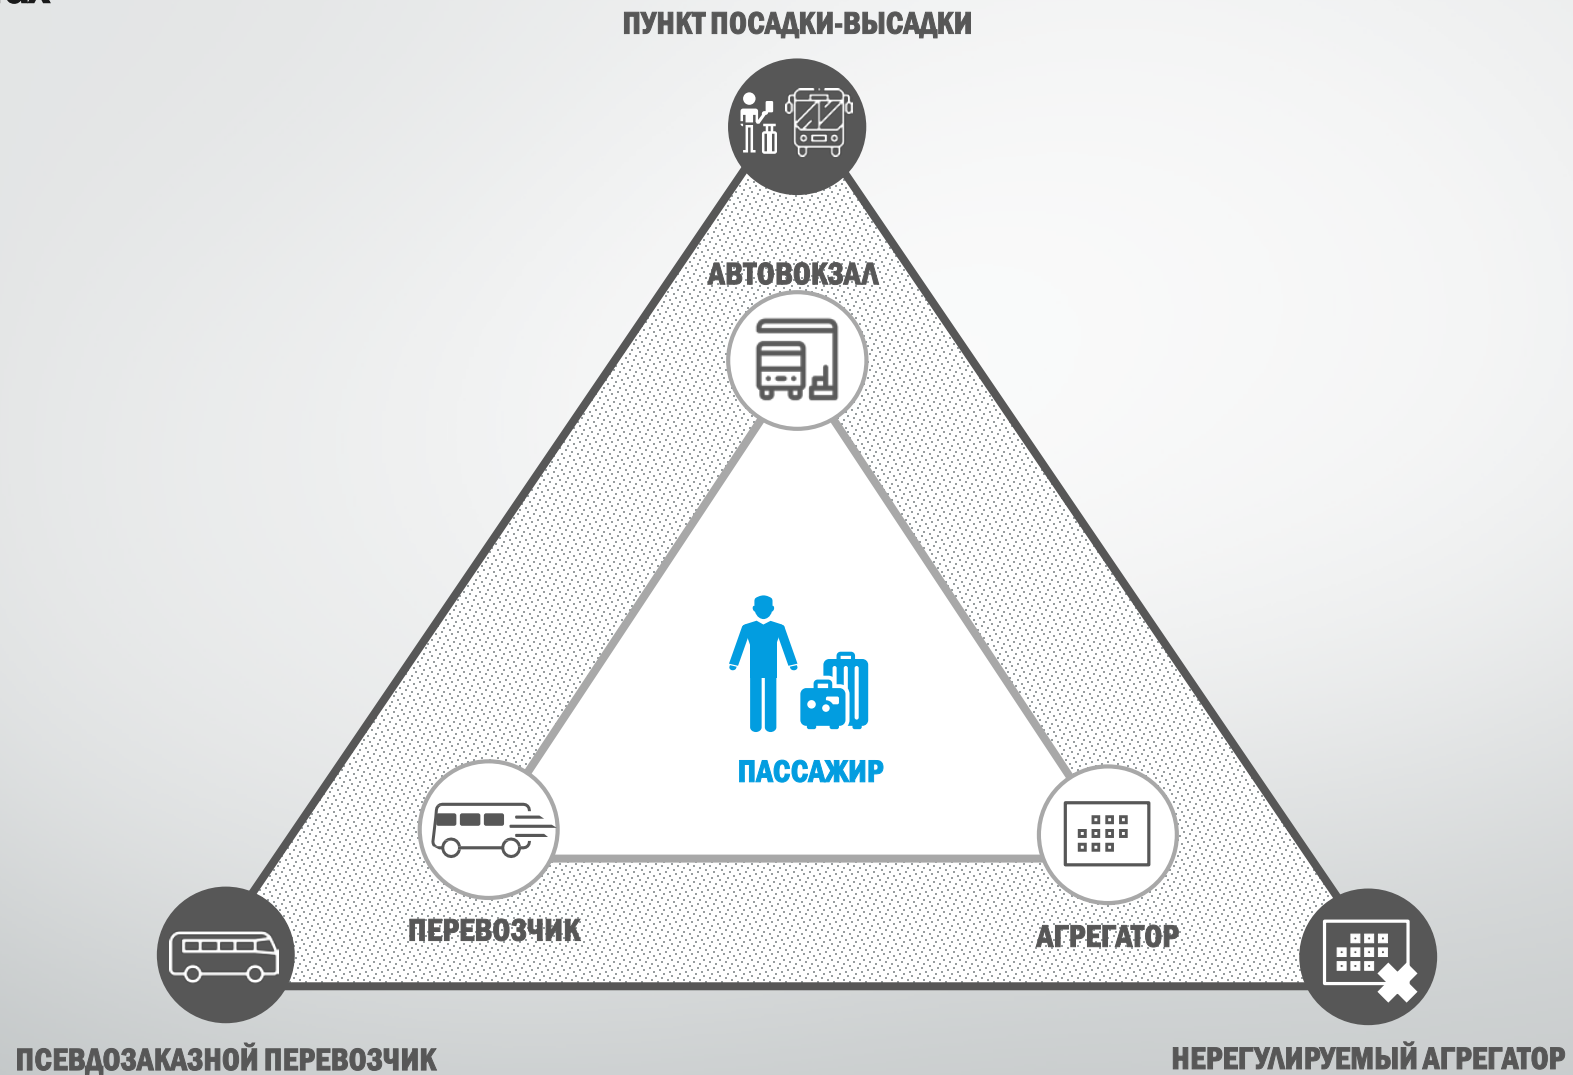 ПУНКТ ПОСАДКИ-ВЫСАДКИ
АВТОВОКЗАЛ
ПАССАЖИР
ПЕРЕВОЗЧИК
АГРЕГАТОР
ПСЕВДОЗАКАЗНОЙ ПЕРЕВОЗЧИК
НЕРЕГУЛИРУЕМЫЙ АГРЕГАТОР